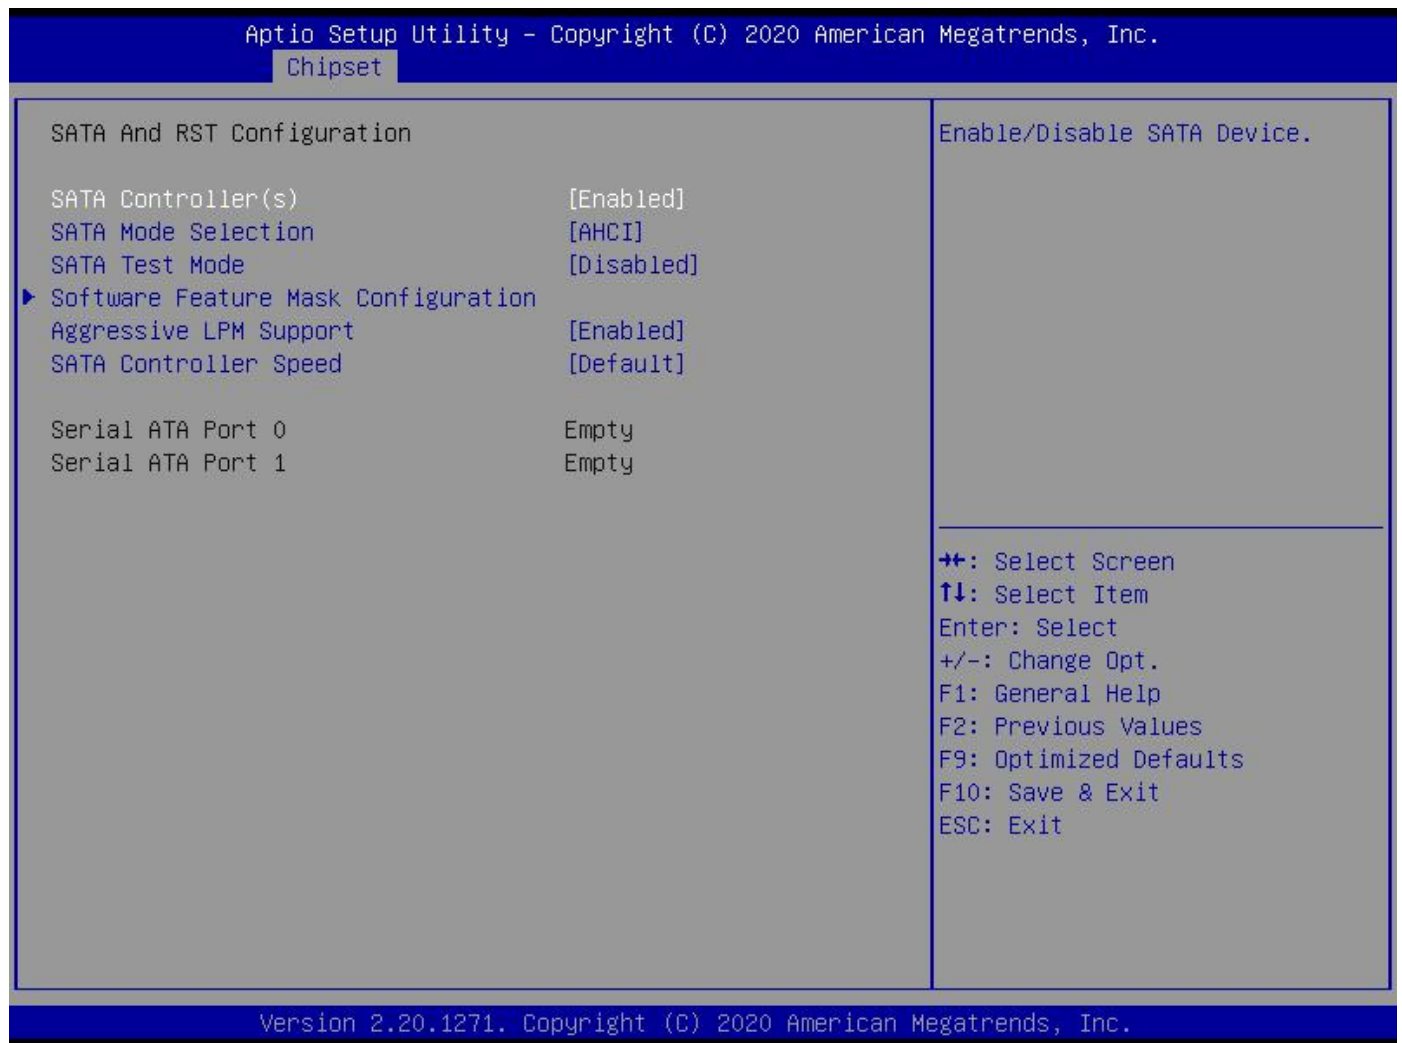 Aptio Setup Utility – Copyright (C) 2020 American Megatrends, Inc.
Chipset
SATA And RST Configuration
SATA Controller(s) [Enabled]
SATA Mode Selection [AHCI]
SATA Test Mode [Disabled]
Software Feature Mask Configuration
Aggressive LPM Support [Enabled]
SATA Controller Speed [Default]
Serial ATA Port 0 Empty
Serial ATA Port 1 Empty
Enable/Disable SATA Device.
→←: Select Screen
↑↓: Select Item
Enter: Select
+/-: Change Opt.
F1: General Help
F2: Previous Values
F9: Optimized Defaults
F10: Save & Exit
ESC: Exit
Version 2.20.1271. Copyright (C) 2020 American Megatrends, Inc.